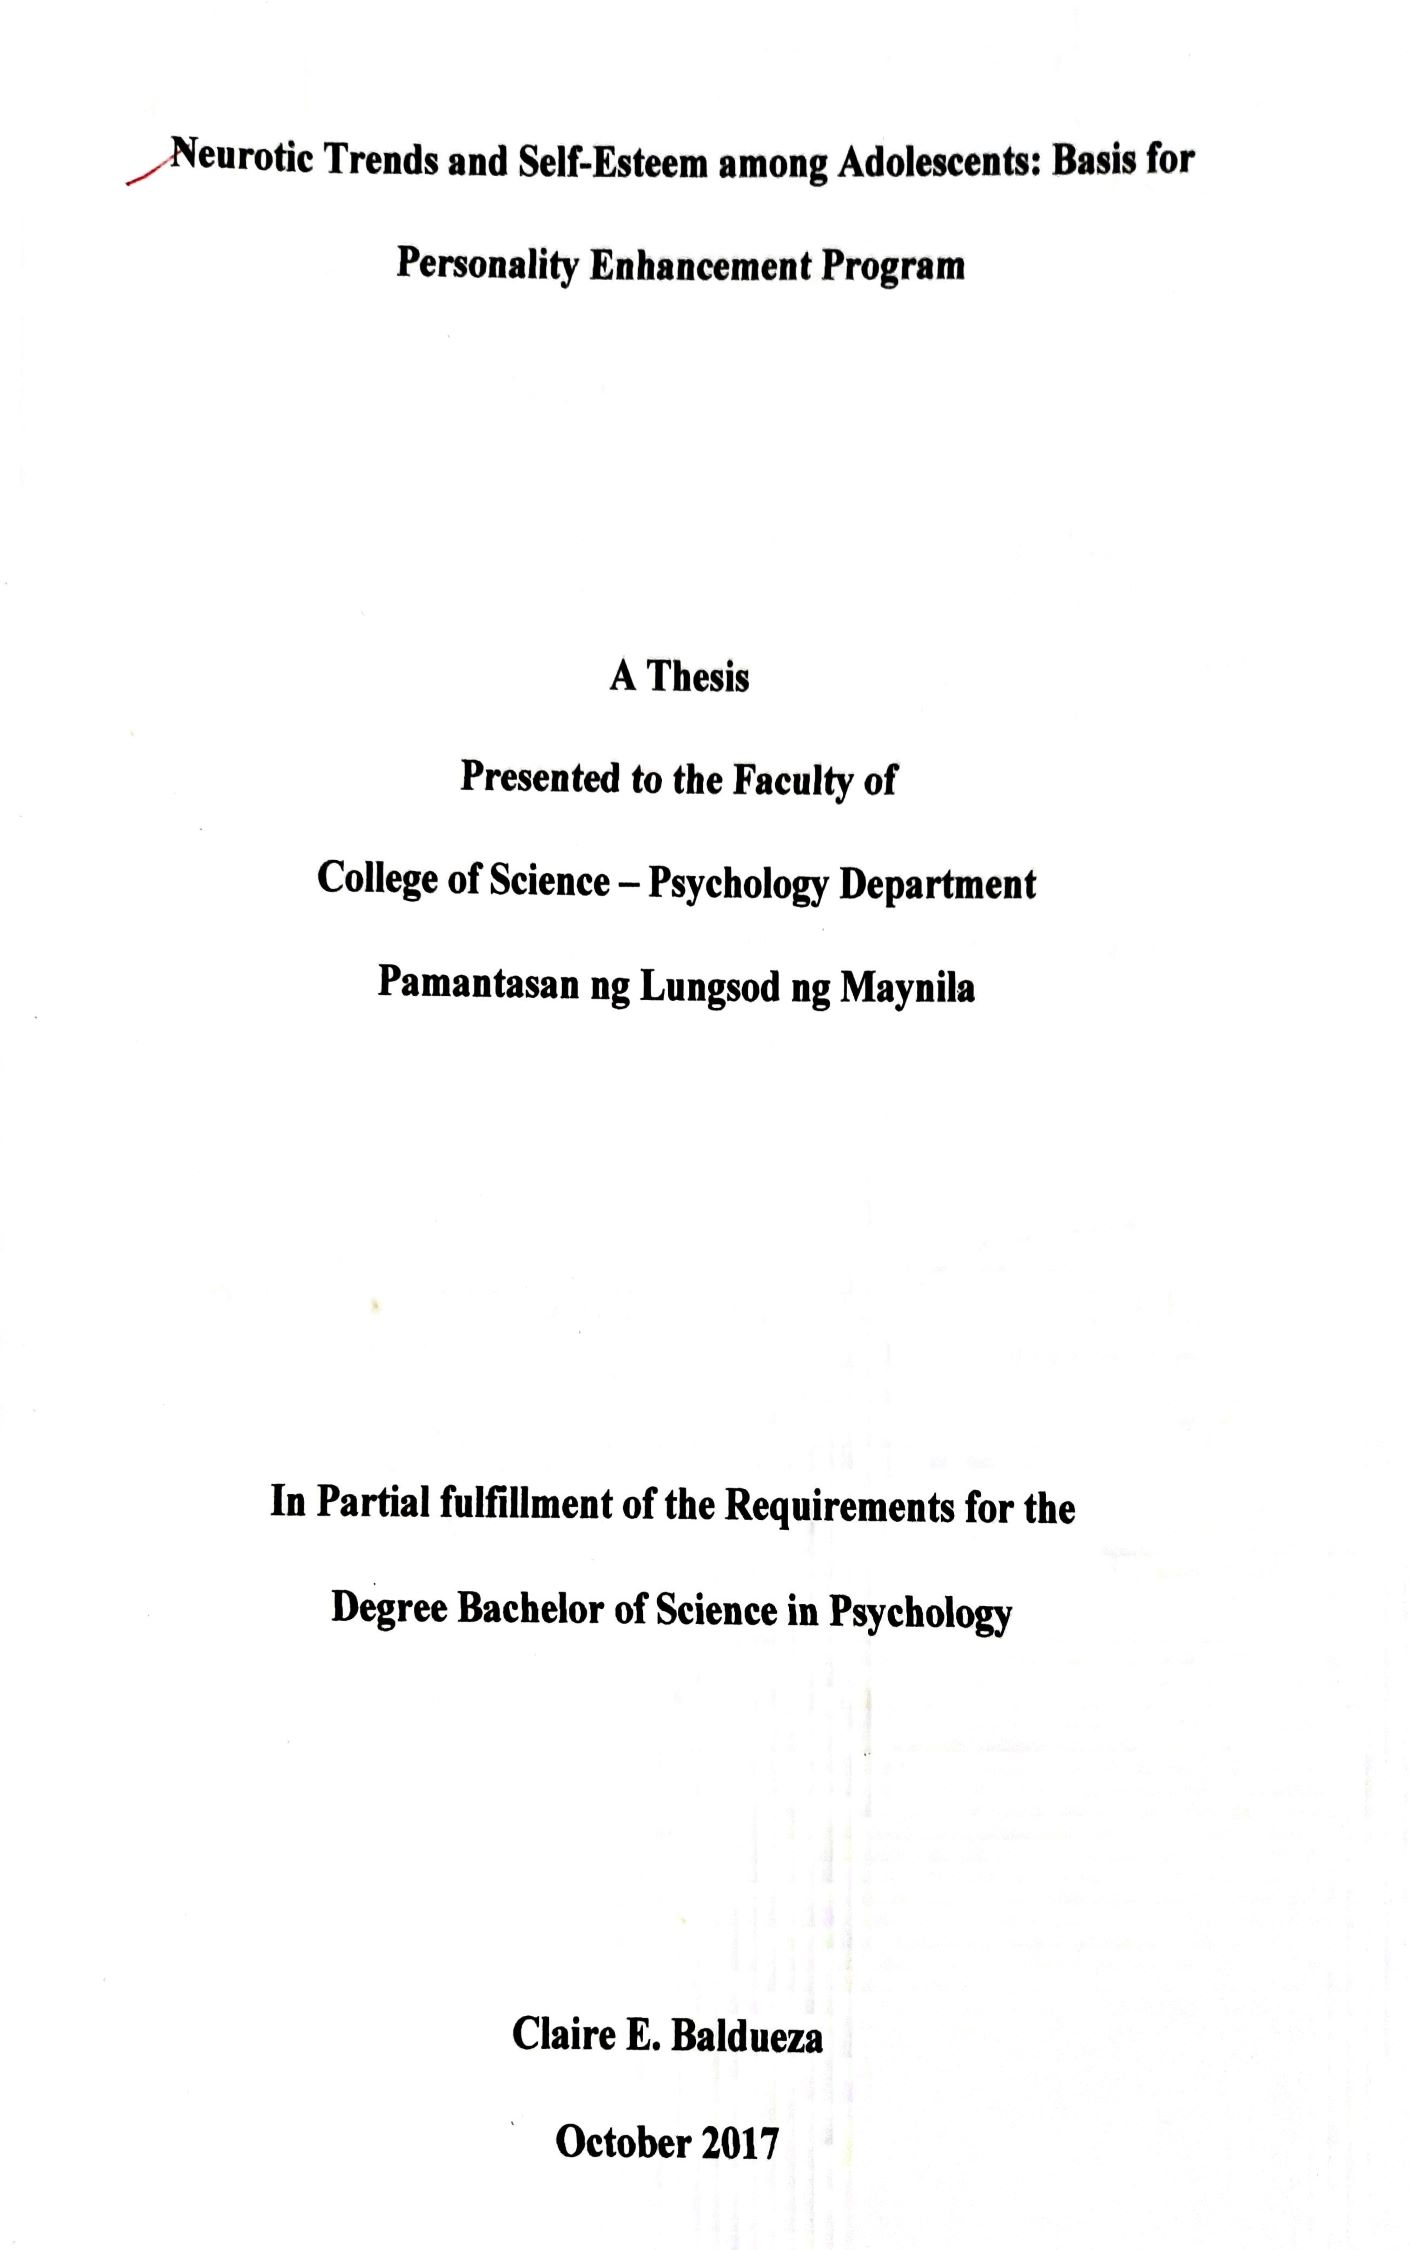 Neurotic Trends and Self-Esteem among Adolescents: Basis for
Personality Enhancement Program
A Thesis
Presented to the Faculty of
College of Science – Psychology Department
Pamantasan ng Lungsod ng Maynila
In Partial fulfillment of the Requirements for the
Degree Bachelor of Science in Psychology
Claire E. Baldueza
October 2017